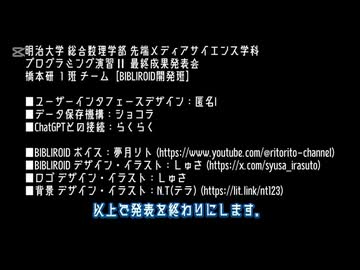 明治大学 総合数理学部 先端メディアサイエンス学科
プログラミング演習II 最終成果発表会
橋本研 1班 チーム [BIBLIROID開発班]
■ユーザーインタフェースデザイン：匿名1
■データ保存機構：ショコラ
■ChatGPTとの接続：らくらく
■BIBLIROID ボイス：夢月リト (https://www.youtube.com/@ritorito-channel)
■BIBLIROID デザイン・イラスト：しゅさ (https://x.com/syusa_irasuto)
■ロゴ デザイン・イラスト：しゅさ
■背景 デザイン・イラスト：N.T(テラ) (https://lit.link/nt123)
以上で発表を終わりにします。